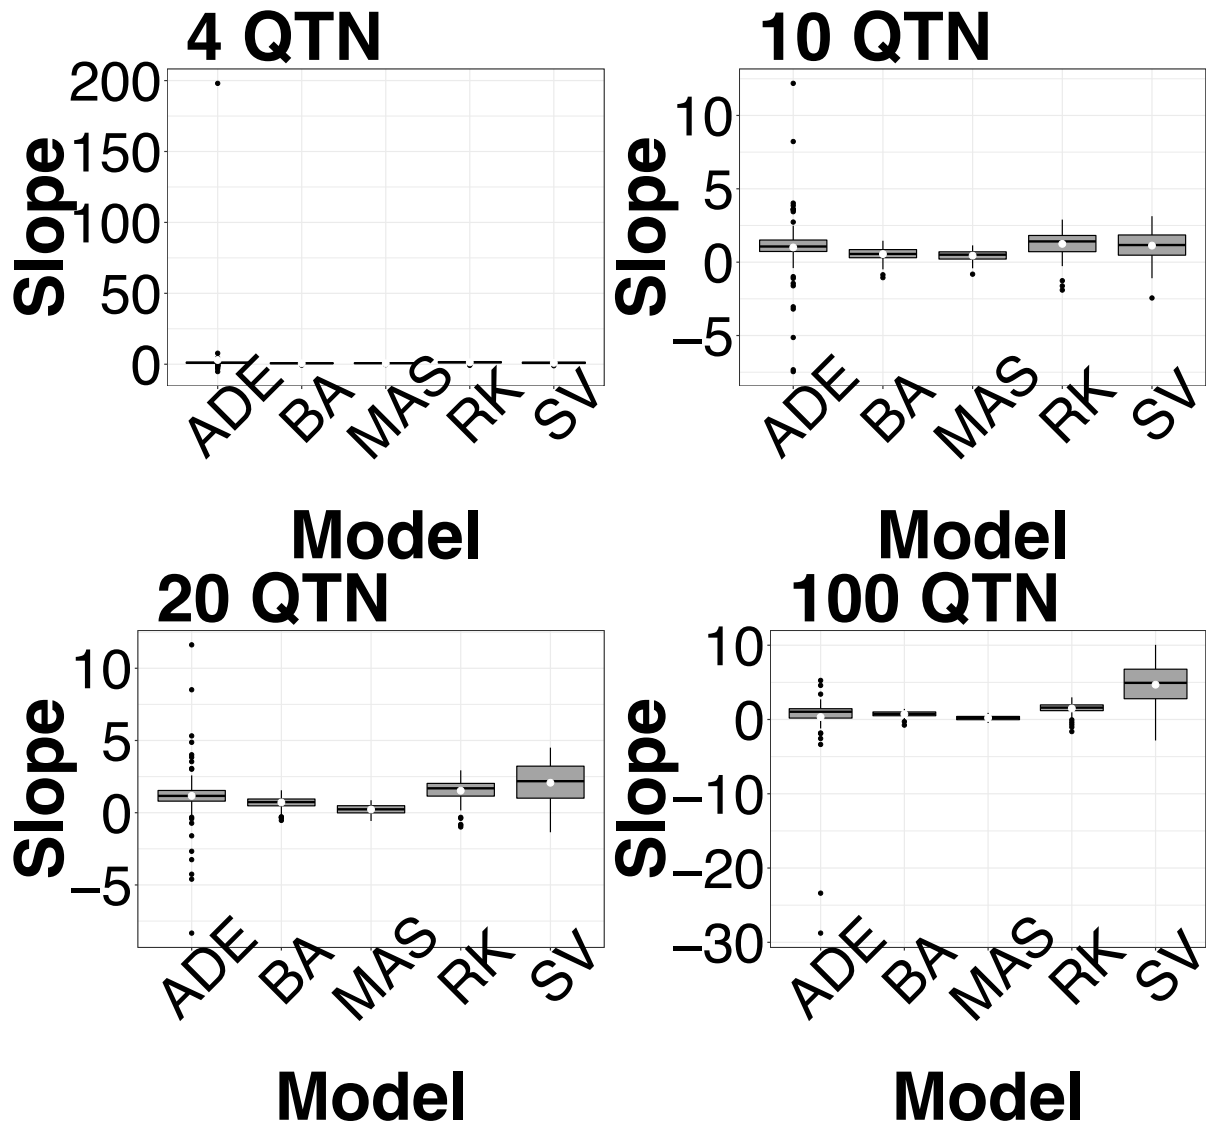 4 QTN
Slope
200
150
100
50
0
ADE
BA
MAS
RK
SV
Model
10 QTN
Slope
10
5
0
−5
ADE
BA
MAS
RK
SV
Model
20 QTN
Slope
10
5
0
−5
ADE
BA
MAS
RK
SV
Model
100 QTN
Slope
10
0
−10
−20
−30
ADE
BA
MAS
RK
SV
Model